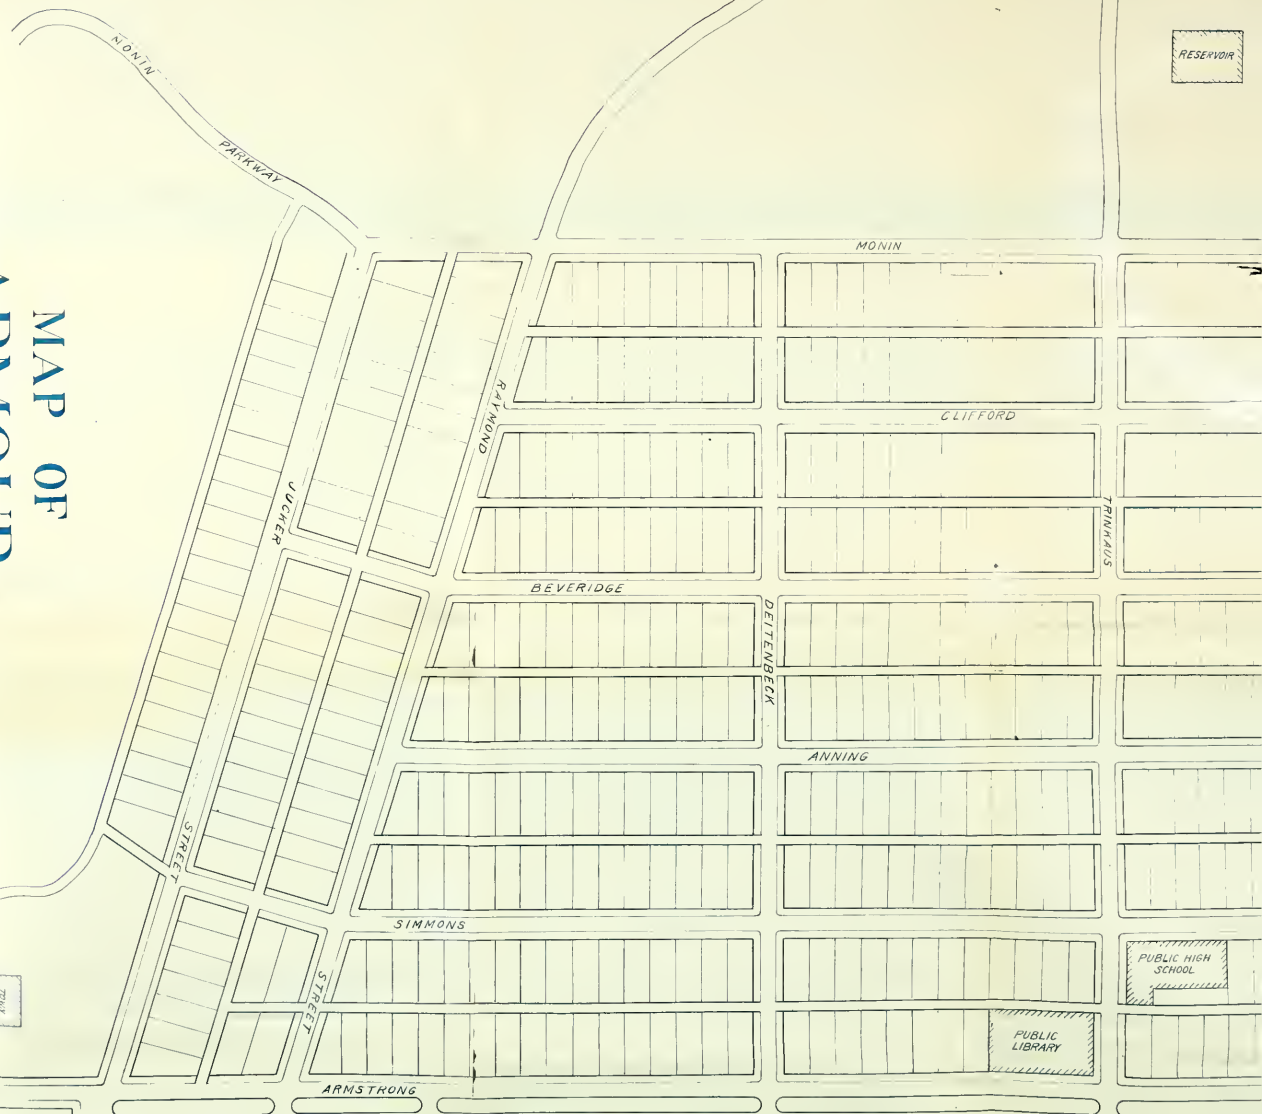 MONIN
PARKWAY
RESERVOIR
MONIN
MAP OF
RAYMOND
CLIFFORD
JUCKER
TRINKAUS
BEVERIDGE
DEITENBECK
ANNING
STREET
SIMMONS
STREET
PUBLIC HIGH
SCHOOL
PUBLIC
LIBRARY
ARMSTRONG